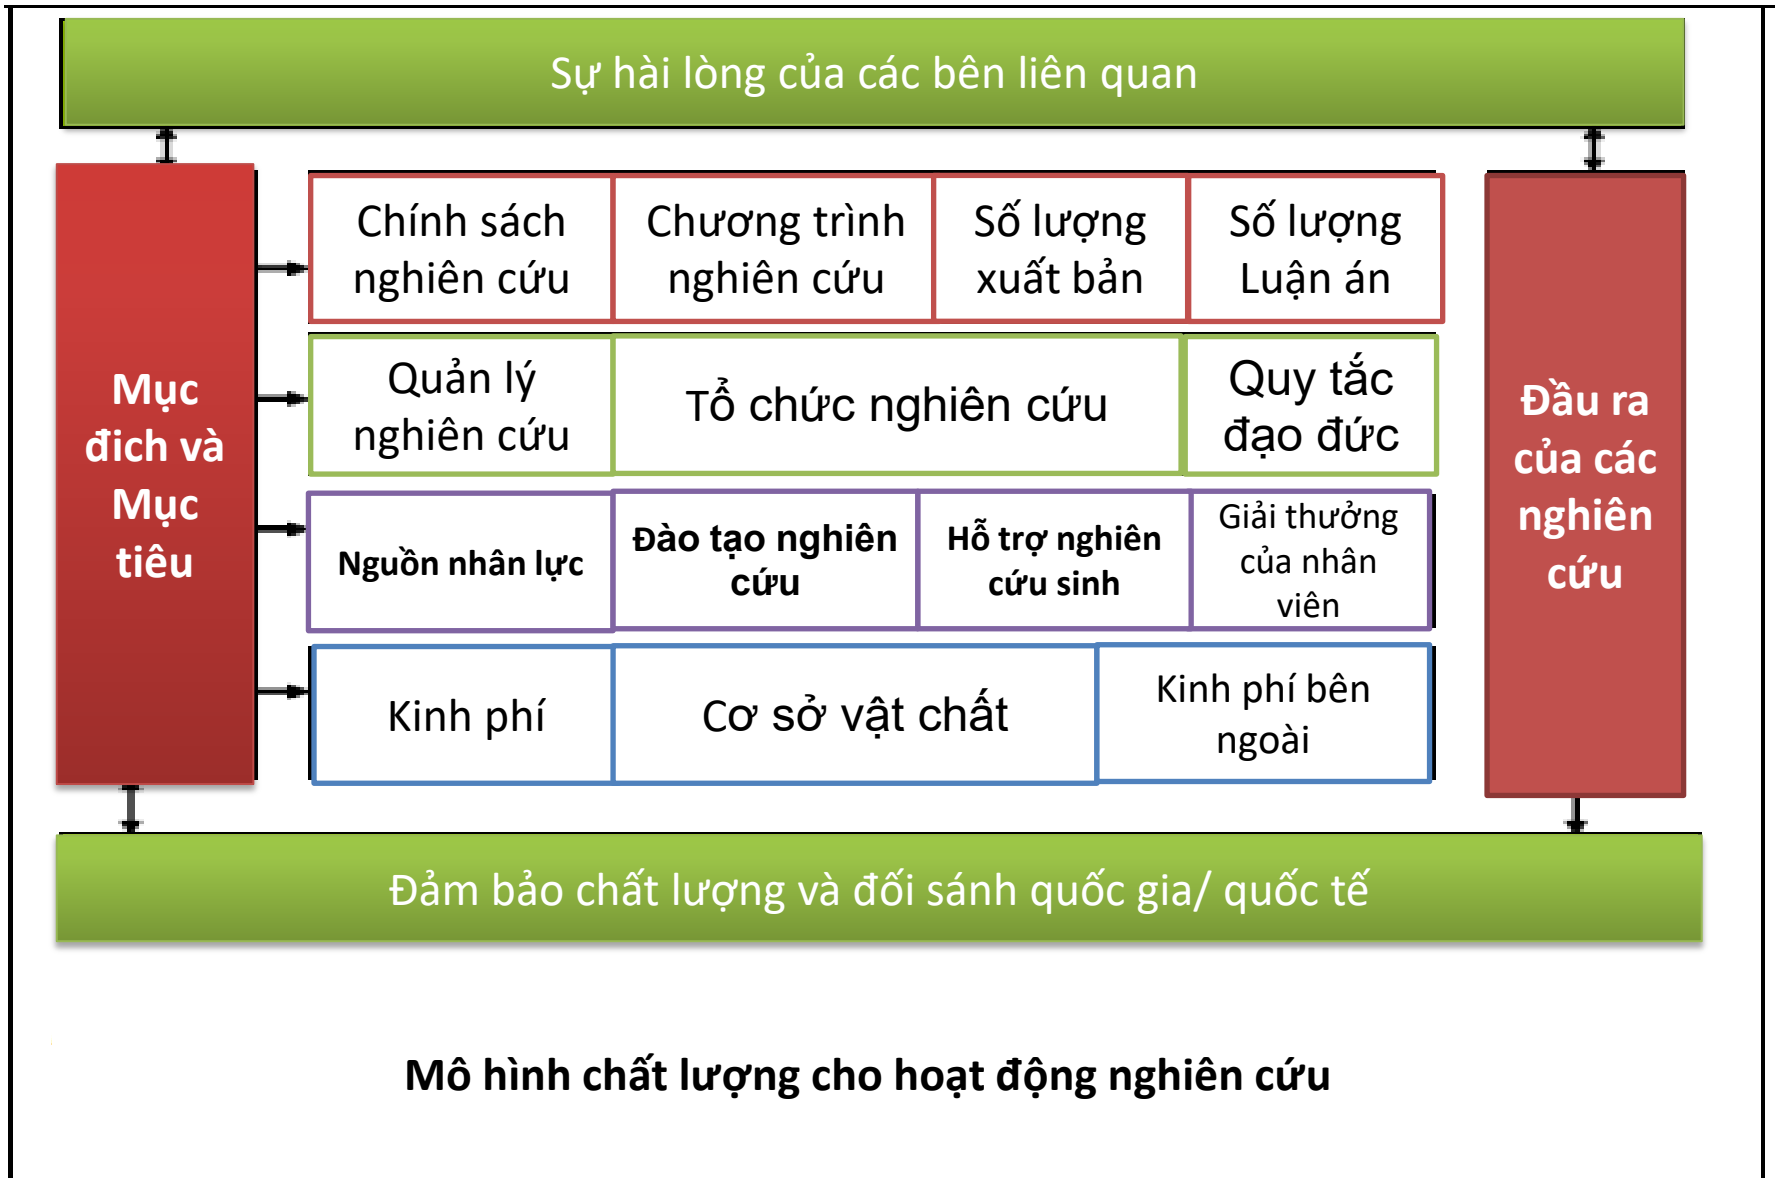 Sự hài lòng của các bên liên quan
Mục
đich và
Mục
tiêu
Chính sách
nghiên cứu
Chương trình
nghiên cứu
Số lượng
xuất bản
Số lượng
Luận án
Quản lý
nghiên cứu
Tổ chức nghiên cứu
Quy tắc
đạo đức
Nguồn nhân lực
Đào tạo nghiên
cứu
Hỗ trợ nghiên
cứu sinh
Giải thưởng
của nhân
viên
Kinh phí
Cơ sở vật chất
Kinh phí bên
ngoài
Đầu ra
của các
nghiên
cứu
Đảm bảo chất lượng và đối sánh quốc gia/ quốc tế
Mô hình chất lượng cho hoạt động nghiên cứu